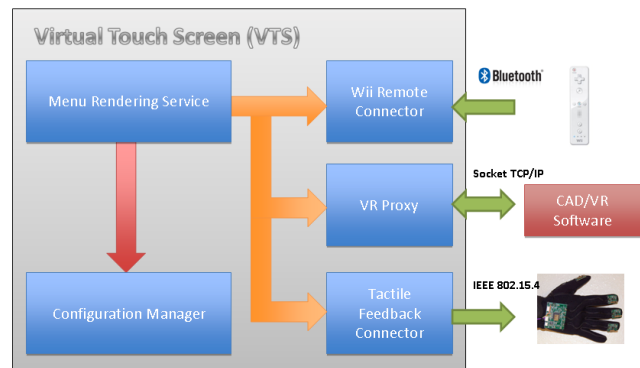 Virtual Touch Screen (VTS)
Menu Rendering Service
Wii Remote
Connector
Bluetooth
VR Proxy
Socket TCP/IP
CAD/VR
Software
Configuration Manager
Tactile
Feedback
Connector
IEEE 802.15.4